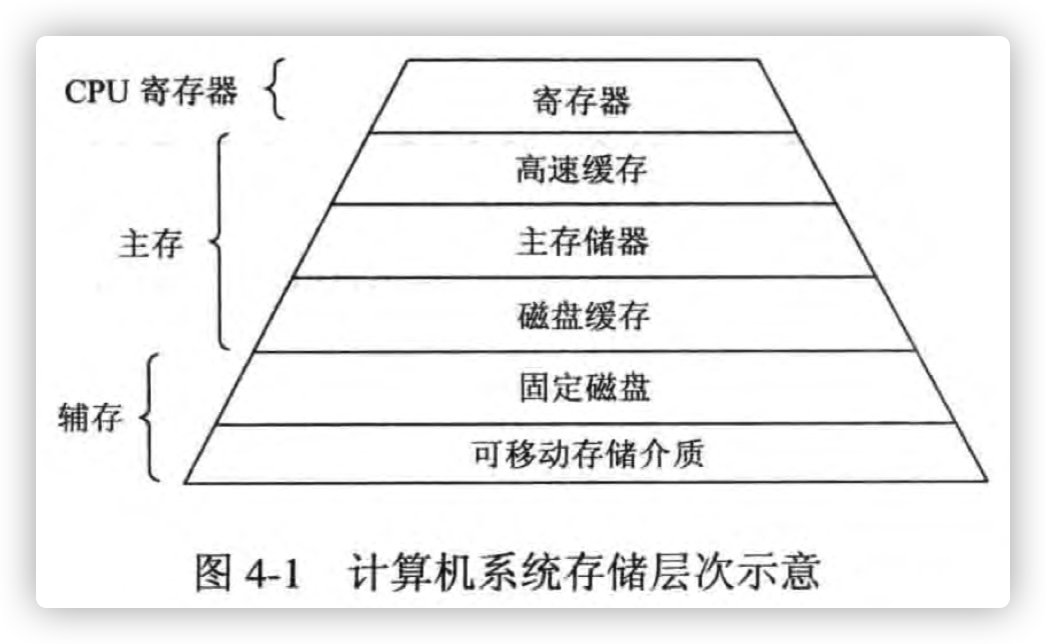 CPU 寄存器
寄存器
高速缓存
主存
主存储器
磁盘缓存
辅存
固定磁盘
可移动存储介质
图 4-1 计算机系统存储层次示意